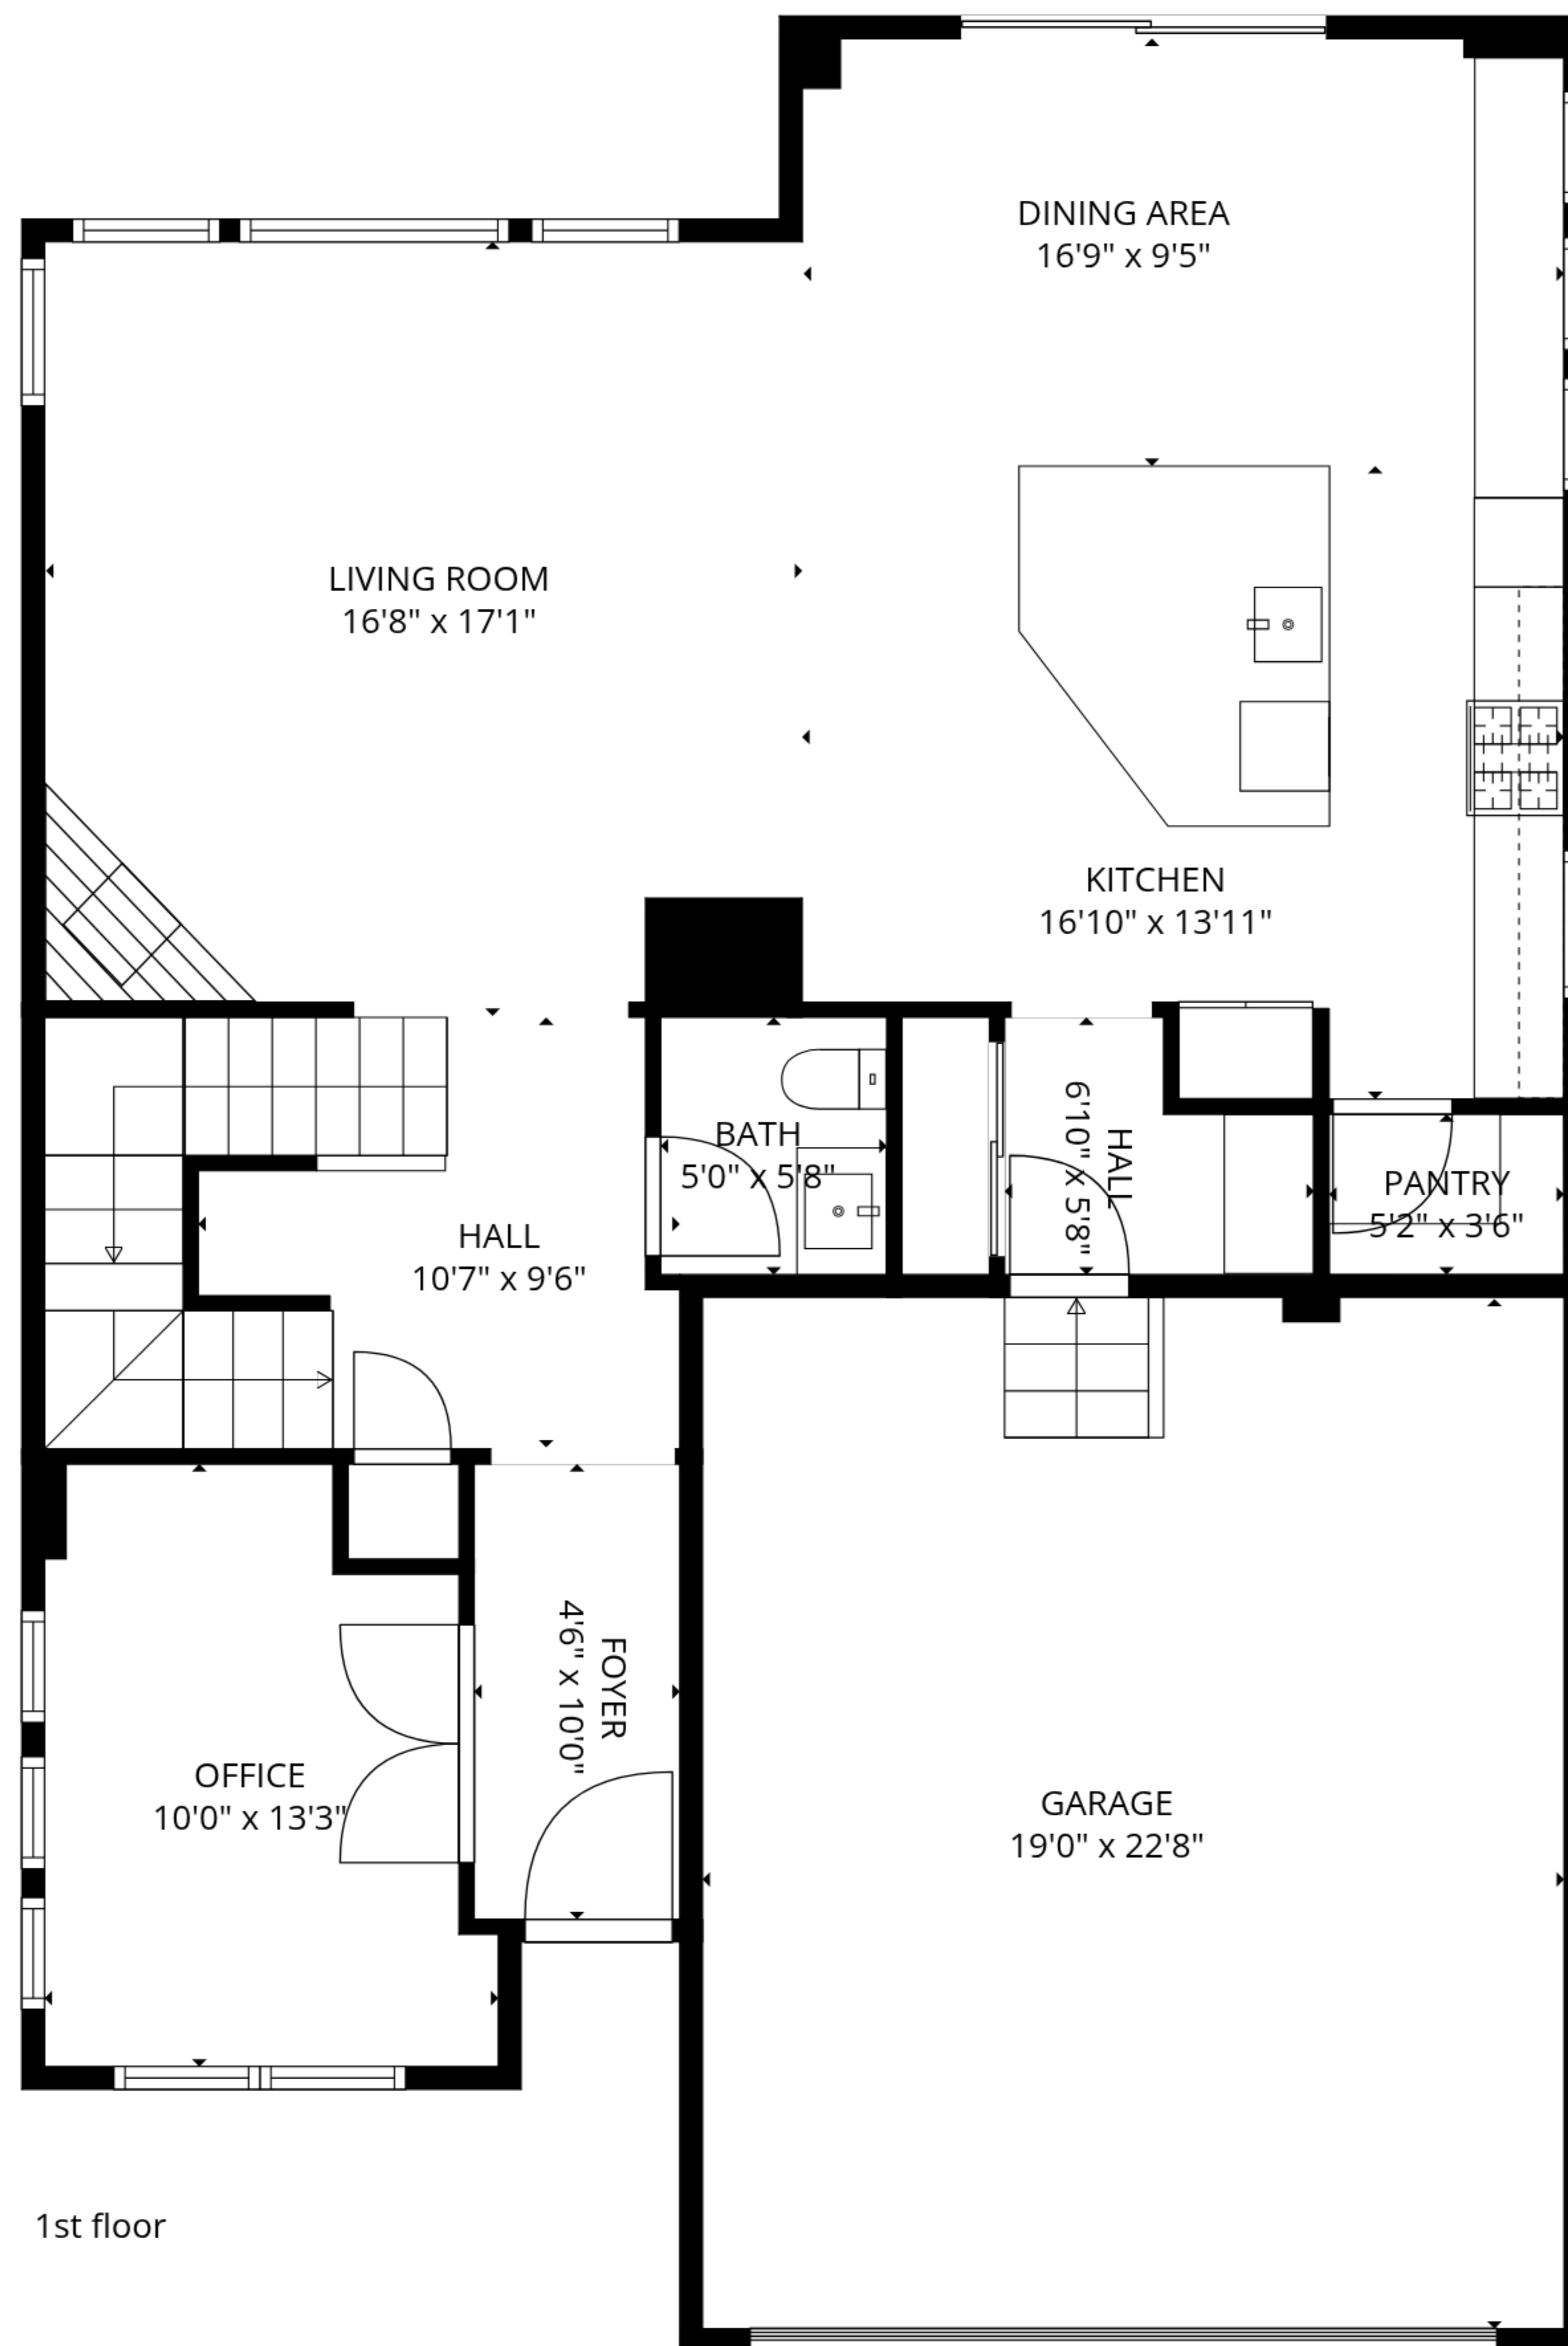 DINING AREA
16'9" x 9'5"
LIVING ROOM
16'8" x 17'1"
KITCHEN
16'10" x 13'11"
BATH
5'0" x 5'8"
HALL
6'10" x 5'8"
PANTRY
5'2" x 3'6"
HALL
10'7" x 9'6"
FOYER
4'6" x 10'0"
OFFICE
10'0" x 13'3"
GARAGE
19'0" x 22'8"
1st floor